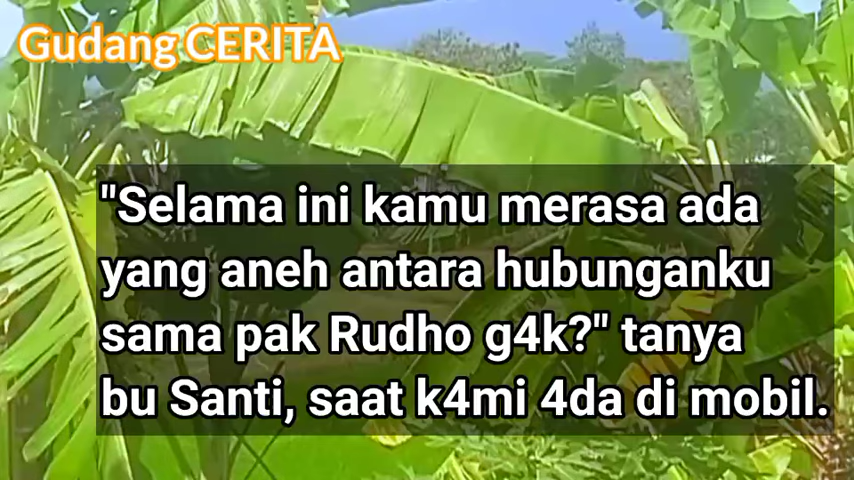 Gudang CERITA
"Selama ini kamu merasa ada
yang aneh antara hubunganku
sama pak Rudho g4k?" tanya
bu Santi, saat k4mi 4da di mobil.